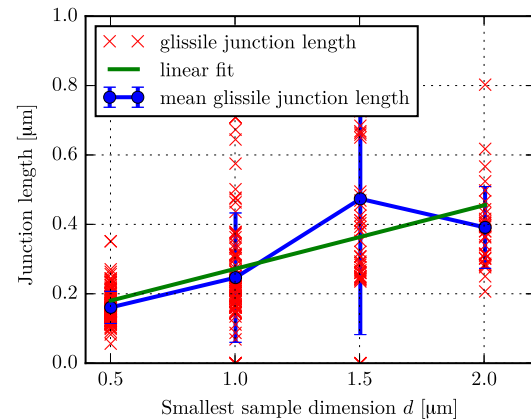 1.0
0.8
0.6
0.4
0.2
0.0
Junction length [µm]
glissile junction length
linear fit
mean glissile junction length
0.5 1.0 1.5 2.0
Smallest sample dimension d [µm]